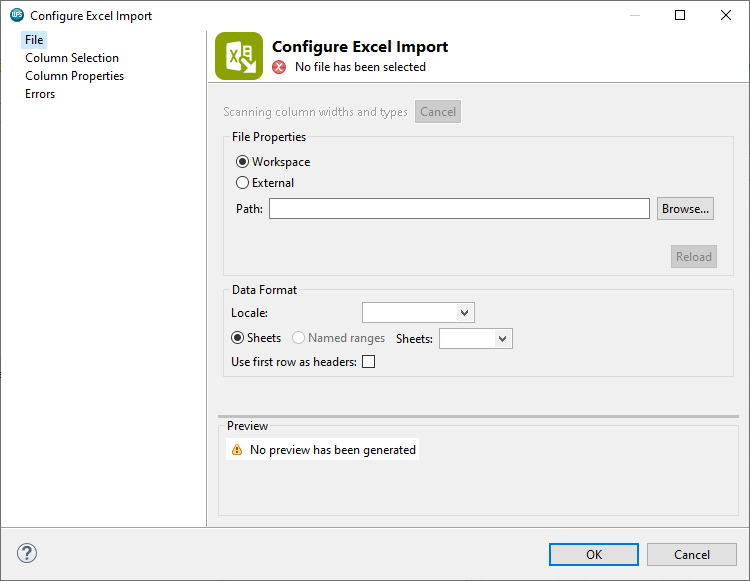 WPS Configure Excel Import
File
Column Selection
Column Properties
Errors
Configure Excel Import
No file has been selected
Scanning column widths and types Cancel
File Properties
Workspace
External
Path: Browse...
Reload
Data Format
Locale:
Sheets Named ranges Sheets:
Use first row as headers:
Preview
No preview has been generated
? OK Cancel